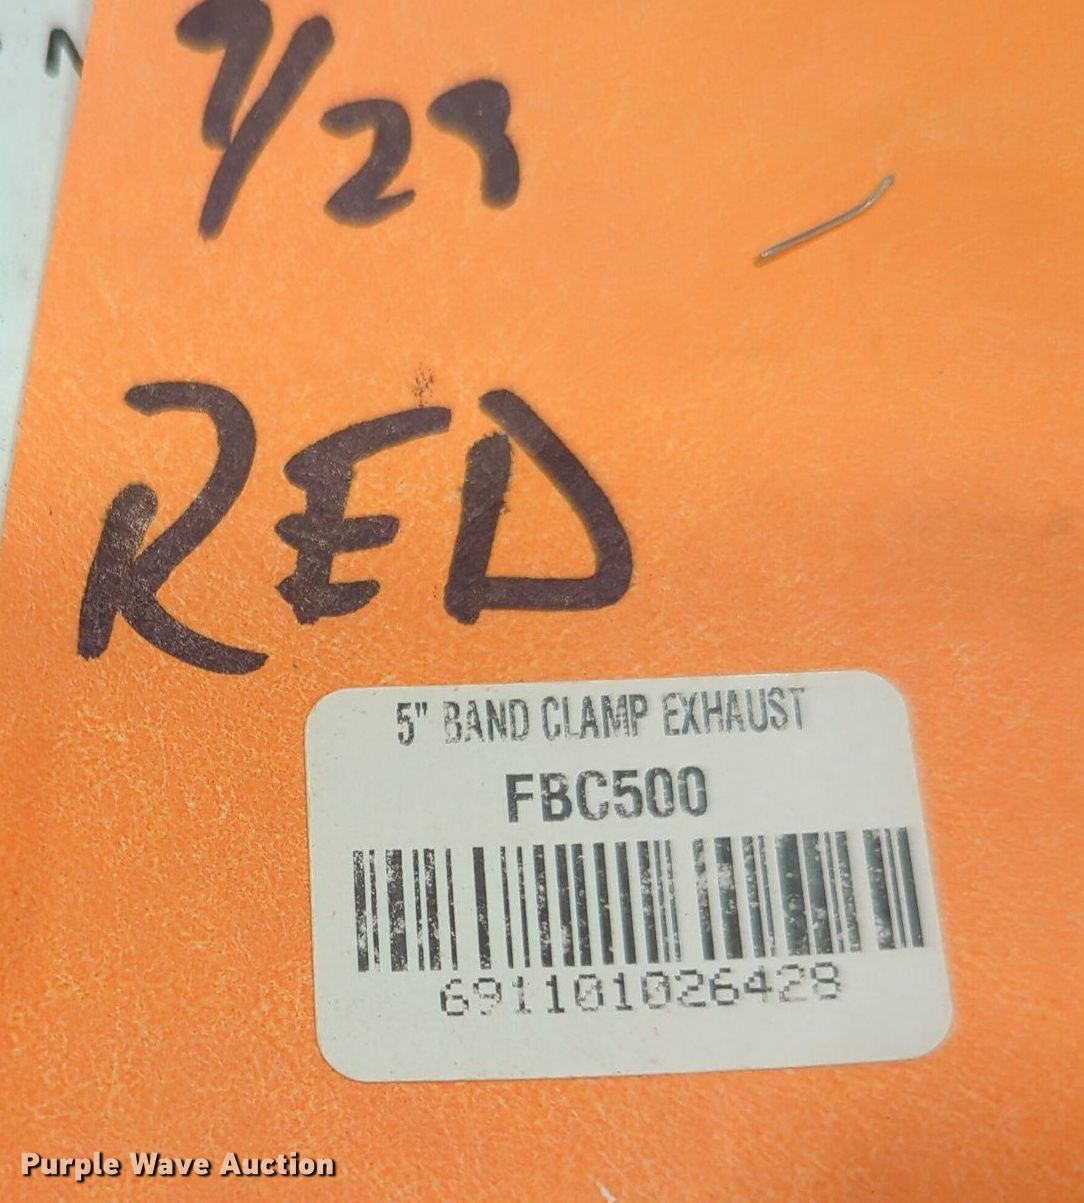 9/29
RED
5" BAND CLAMP EXHAUST
FBC500
691101026428
Purple Wave Auction